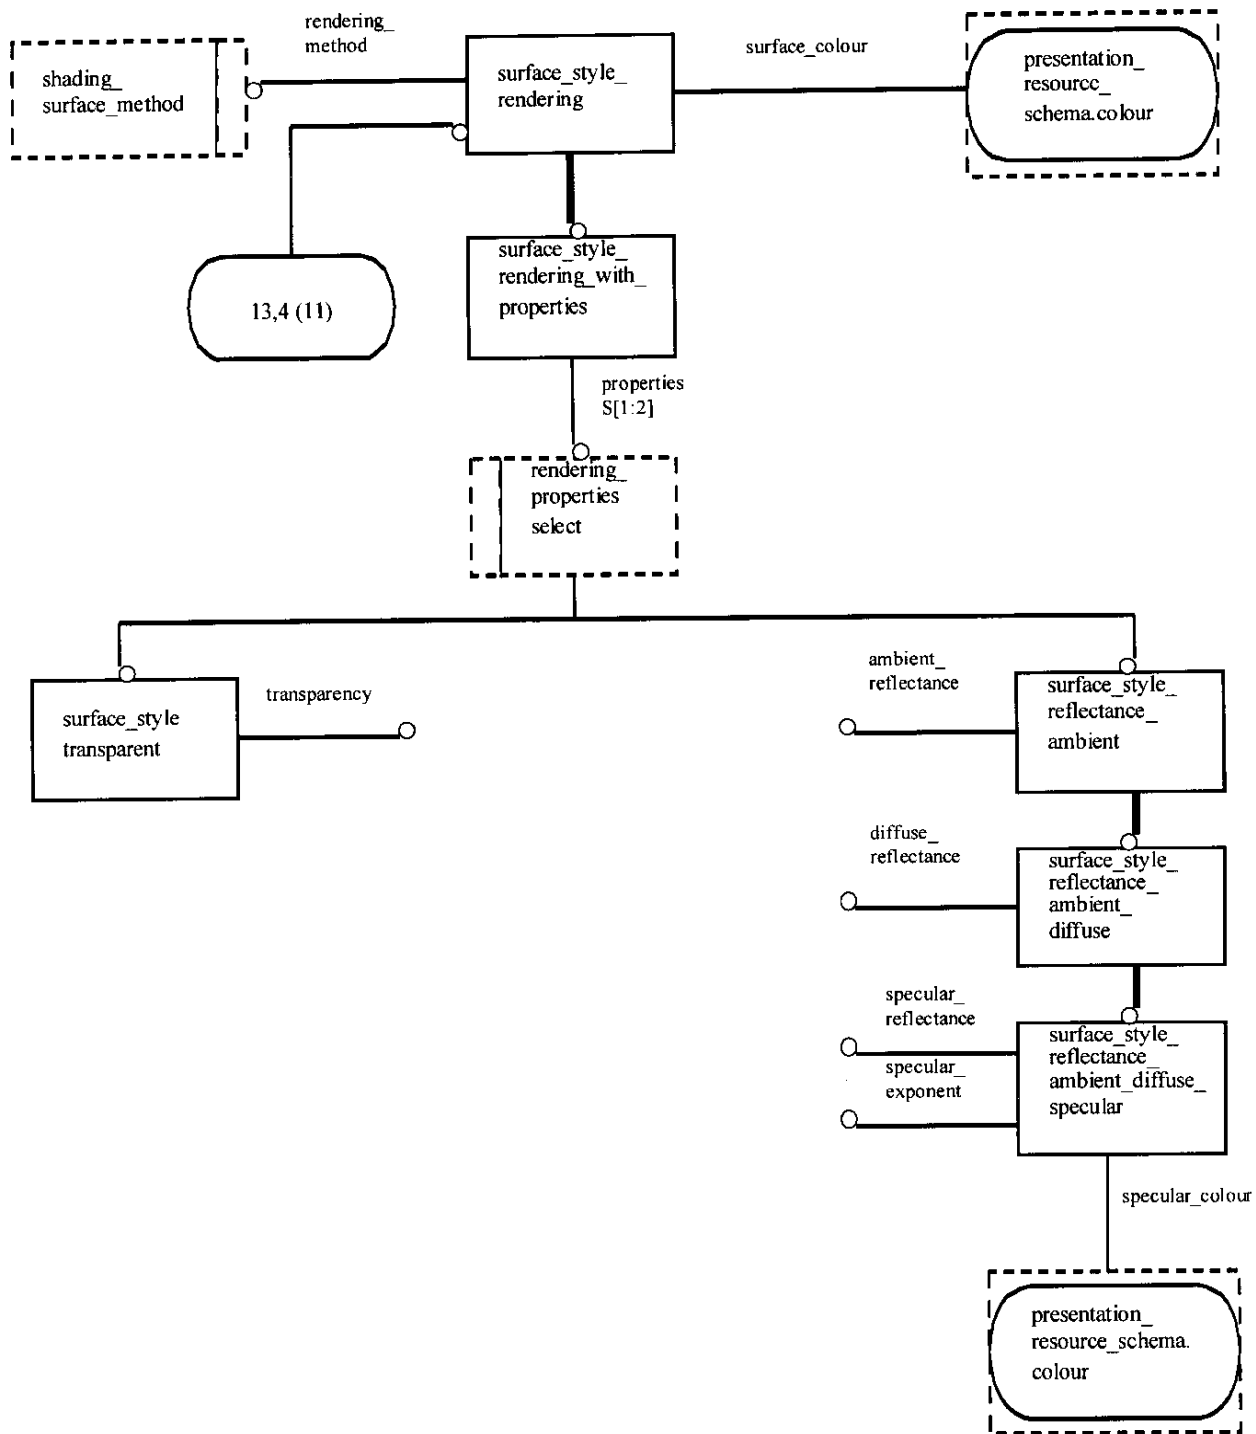 rendering_
method
surface_colour
shading_
surface_method
surface_style_
rendering
presentation_
resource_
schema.colour
surface_style_
rendering_with_
properties
13,4 (11)
properties
S[1:2]
rendering_
properties
select
surface_style
transparent
transparency
ambient_
reflectance
surface_style_
reflectance_
ambient
diffuse_
reflectance
surface_style_
reflectance_
ambient_
diffuse
specular_
reflectance
specular_
exponent
surface_style_
reflectance_
ambient_diffuse_
specular
specular_colour
presentation_
resource_schema.
colour